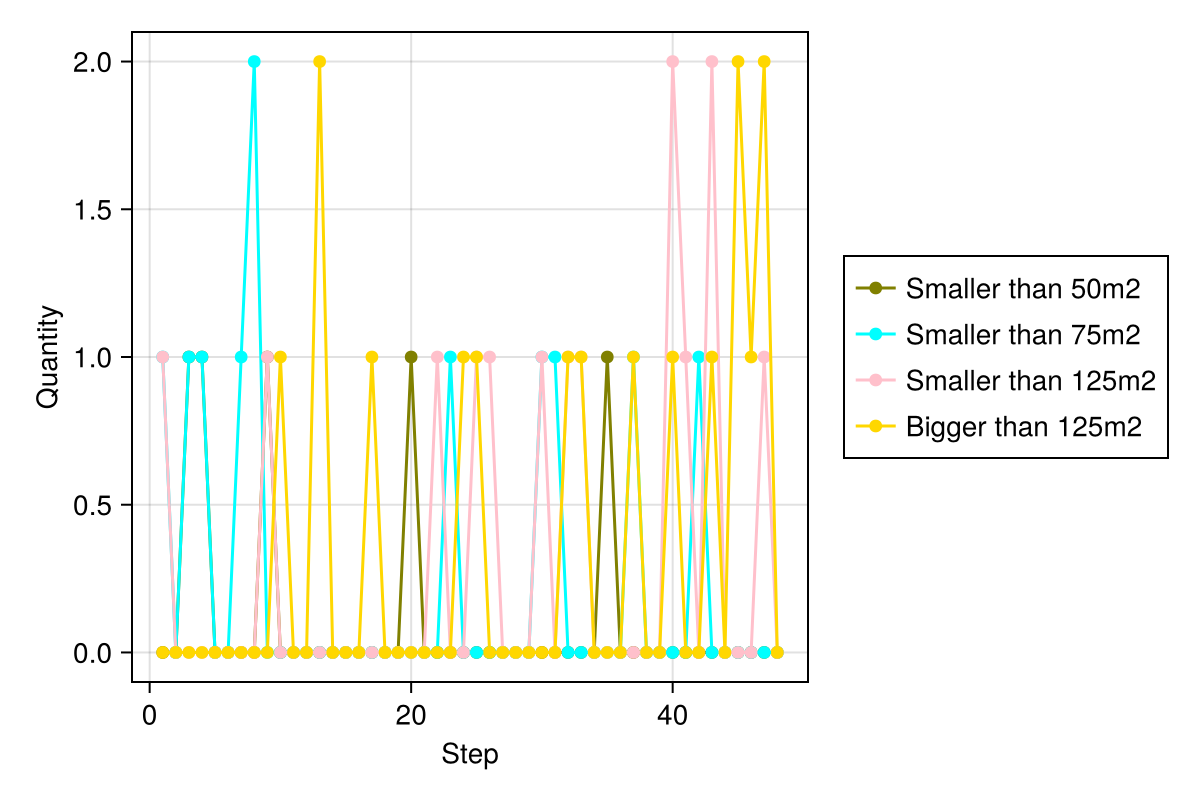 2.0
1.5
1.0
0.5
0.0
Quantity
0
20
40
Step
Smaller than 50m2
Smaller than 75m2
Smaller than 125m2
Bigger than 125m2